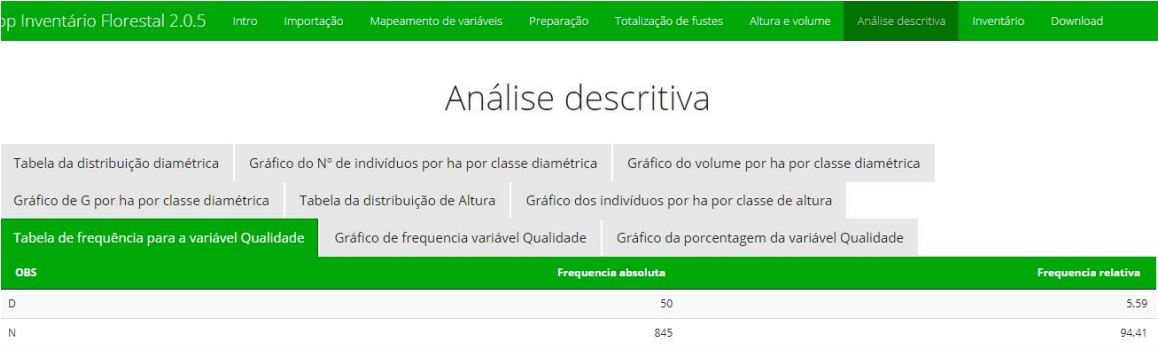 pp Inventário Florestal 2.0.5 Intro Importação Mapeamento de variáveis Preparação Totalização de fustes Altura e volume Análise descritiva Inventário Download
Análise descritiva
Tabela da distribuição diamétrica Gráfico do Nº de indivíduos por ha por classe diamétrica Gráfico do volume por ha por classe diamétrica
Gráfico de G por ha por classe diamétrica Tabela da distribuição de Altura Gráfico dos indivíduos por ha por classe de altura
Tabela de frequência para a variável Qualidade Gráfico de frequencia variável Qualidade Gráfico da porcentagem da variável Qualidade
OBS Frequencia absoluta Frequencia relativa
D 50 5.59
N 845 94.41